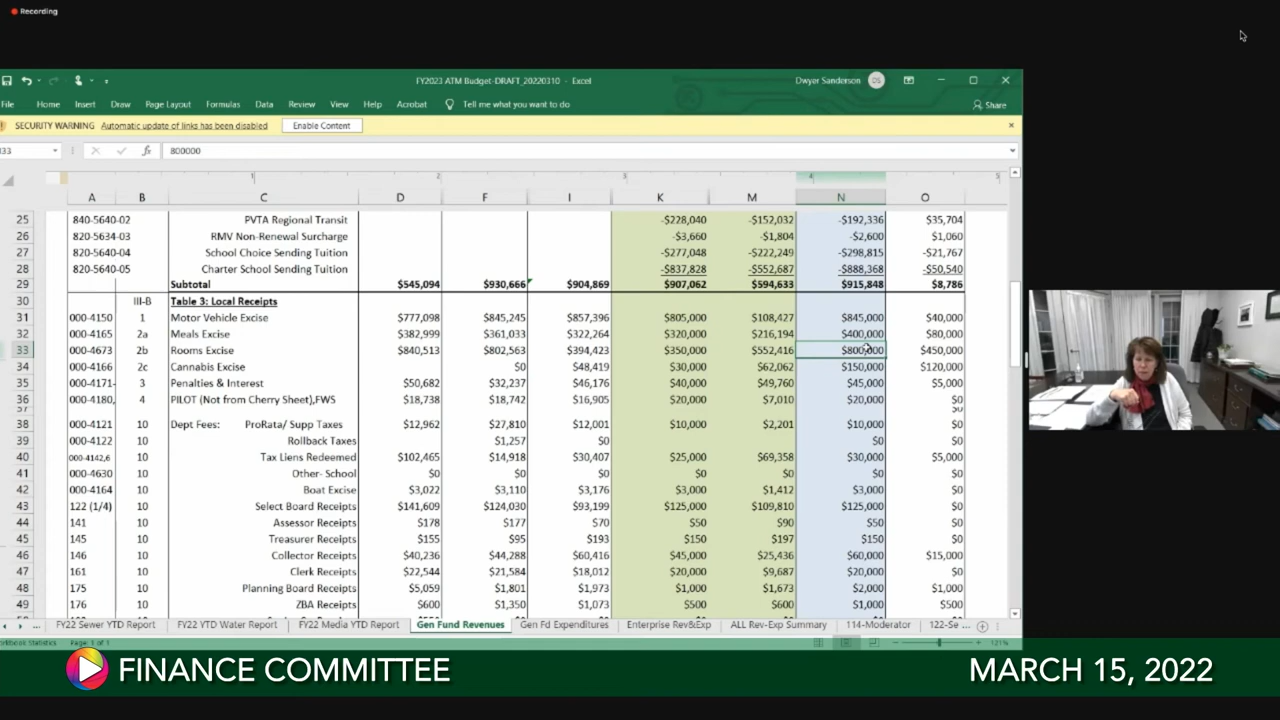 Recording
FY2023 ATM Budget-DRAFT_20220310 - Excel
Dwyer Sanderson
DS
File Home Insert Draw Page Layout Formulas Data Review View Help Acrobat Tell me what you want to do Share
SECURITY WARNING Automatic update of links has been disabled Enable Content
fx 800000
A B C D F I K M N O
25 840-5640-02 PVTA Regional Transit -$228,040 -$152,032 -$192,336 $35,704
26 820-5634-03 RMV Non-Renewal Surcharge -$3,660 -$1,804 -$2,600 $1,060
27 820-5640-04 School Choice Sending Tuition -$277,048 -$222,249 -$298,815 -$21,767
28 820-5640-05 Charter School Sending Tuition -$837,828 -$552,687 -$888,368 -$50,540
29 Subtotal $545,094 $930,666 $904,869 $907,062 $594,633 $915,848 $8,786
30 III-B Table 3: Local Receipts
31 000-4150 1 Motor Vehicle Excise $777,098 $845,245 $857,396 $805,000 $108,427 $845,000 $40,000
32 000-4165 2a Meals Excise $382,999 $361,033 $322,264 $320,000 $216,194 $400,000 $80,000
33 000-4673 2b Rooms Excise $840,513 $802,563 $394,423 $350,000 $552,416 $800,000 $450,000
34 000-4166 2c Cannabis Excise $0 $48,419 $30,000 $62,062 $150,000 $120,000
35 000-4171- 3 Penalties & Interest $50,682 $32,237 $46,176 $40,000 $49,760 $45,000 $5,000
36 000-4180, 4 PILOT (Not from Cherry Sheet),FWS $18,738 $18,742 $16,905 $20,000 $7,010 $20,000 $0
37 $0
38 000-4121 10 Dept Fees: ProRata/ Supp Taxes $12,962 $27,810 $12,001 $10,000 $2,201 $10,000 $0
39 000-4122 10 Rollback Taxes $1,257 $0 $0 $0
40 000-4142,6 10 Tax Liens Redeemed $102,465 $14,918 $30,407 $25,000 $69,358 $30,000 $5,000
41 000-4630 10 Other- School $0 $0 $0 $0 $0 $0 $0
42 000-4164 10 Boat Excise $3,022 $3,110 $3,176 $3,000 $1,412 $3,000 $0
43 122 (1/4) 10 Select Board Receipts $141,609 $124,030 $93,199 $125,000 $109,810 $125,000 $0
44 141 10 Assessor Receipts $178 $177 $70 $50 $90 $50 $0
45 145 10 Treasurer Receipts $155 $95 $193 $150 $197 $150 $0
46 146 10 Collector Receipts $40,236 $44,288 $60,416 $45,000 $25,436 $60,000 $15,000
47 161 10 Clerk Receipts $22,544 $21,584 $18,012 $20,000 $9,687 $20,000 $0
48 175 10 Planning Board Receipts $5,059 $1,801 $1,973 $1,000 $1,673 $2,000 $1,000
49 176 10 ZBA Receipts $600 $1,350 $1,073 $500 $600 $1,000 $500
... FY22 Sewer YTD Report FY22 YTD Water Report FY22 Media YTD Report Gen Fund Revenues Gen Fd Expenditures Enterprise Rev&Exp ALL Rev-Exp Summary 114-Moderator 122-Se ...
Workbook Statistics 121%
FINANCE COMMITTEE MARCH 15, 2022